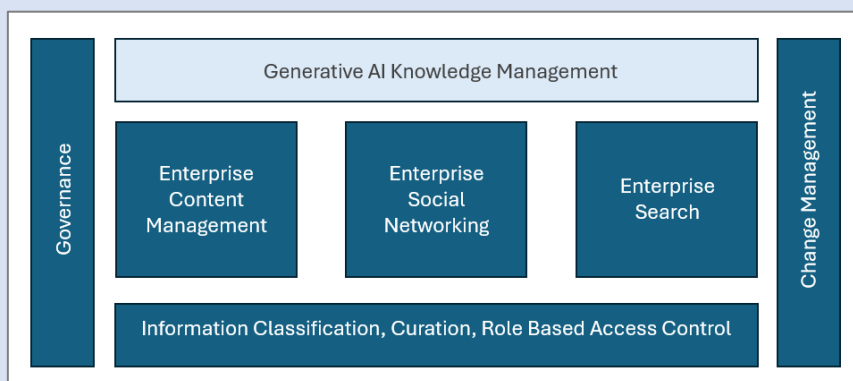 Governance
Generative AI Knowledge Management
Enterprise
Content
Management
Enterprise
Social
Networking
Enterprise
Search
Information Classification, Curation, Role Based Access Control
Change Management